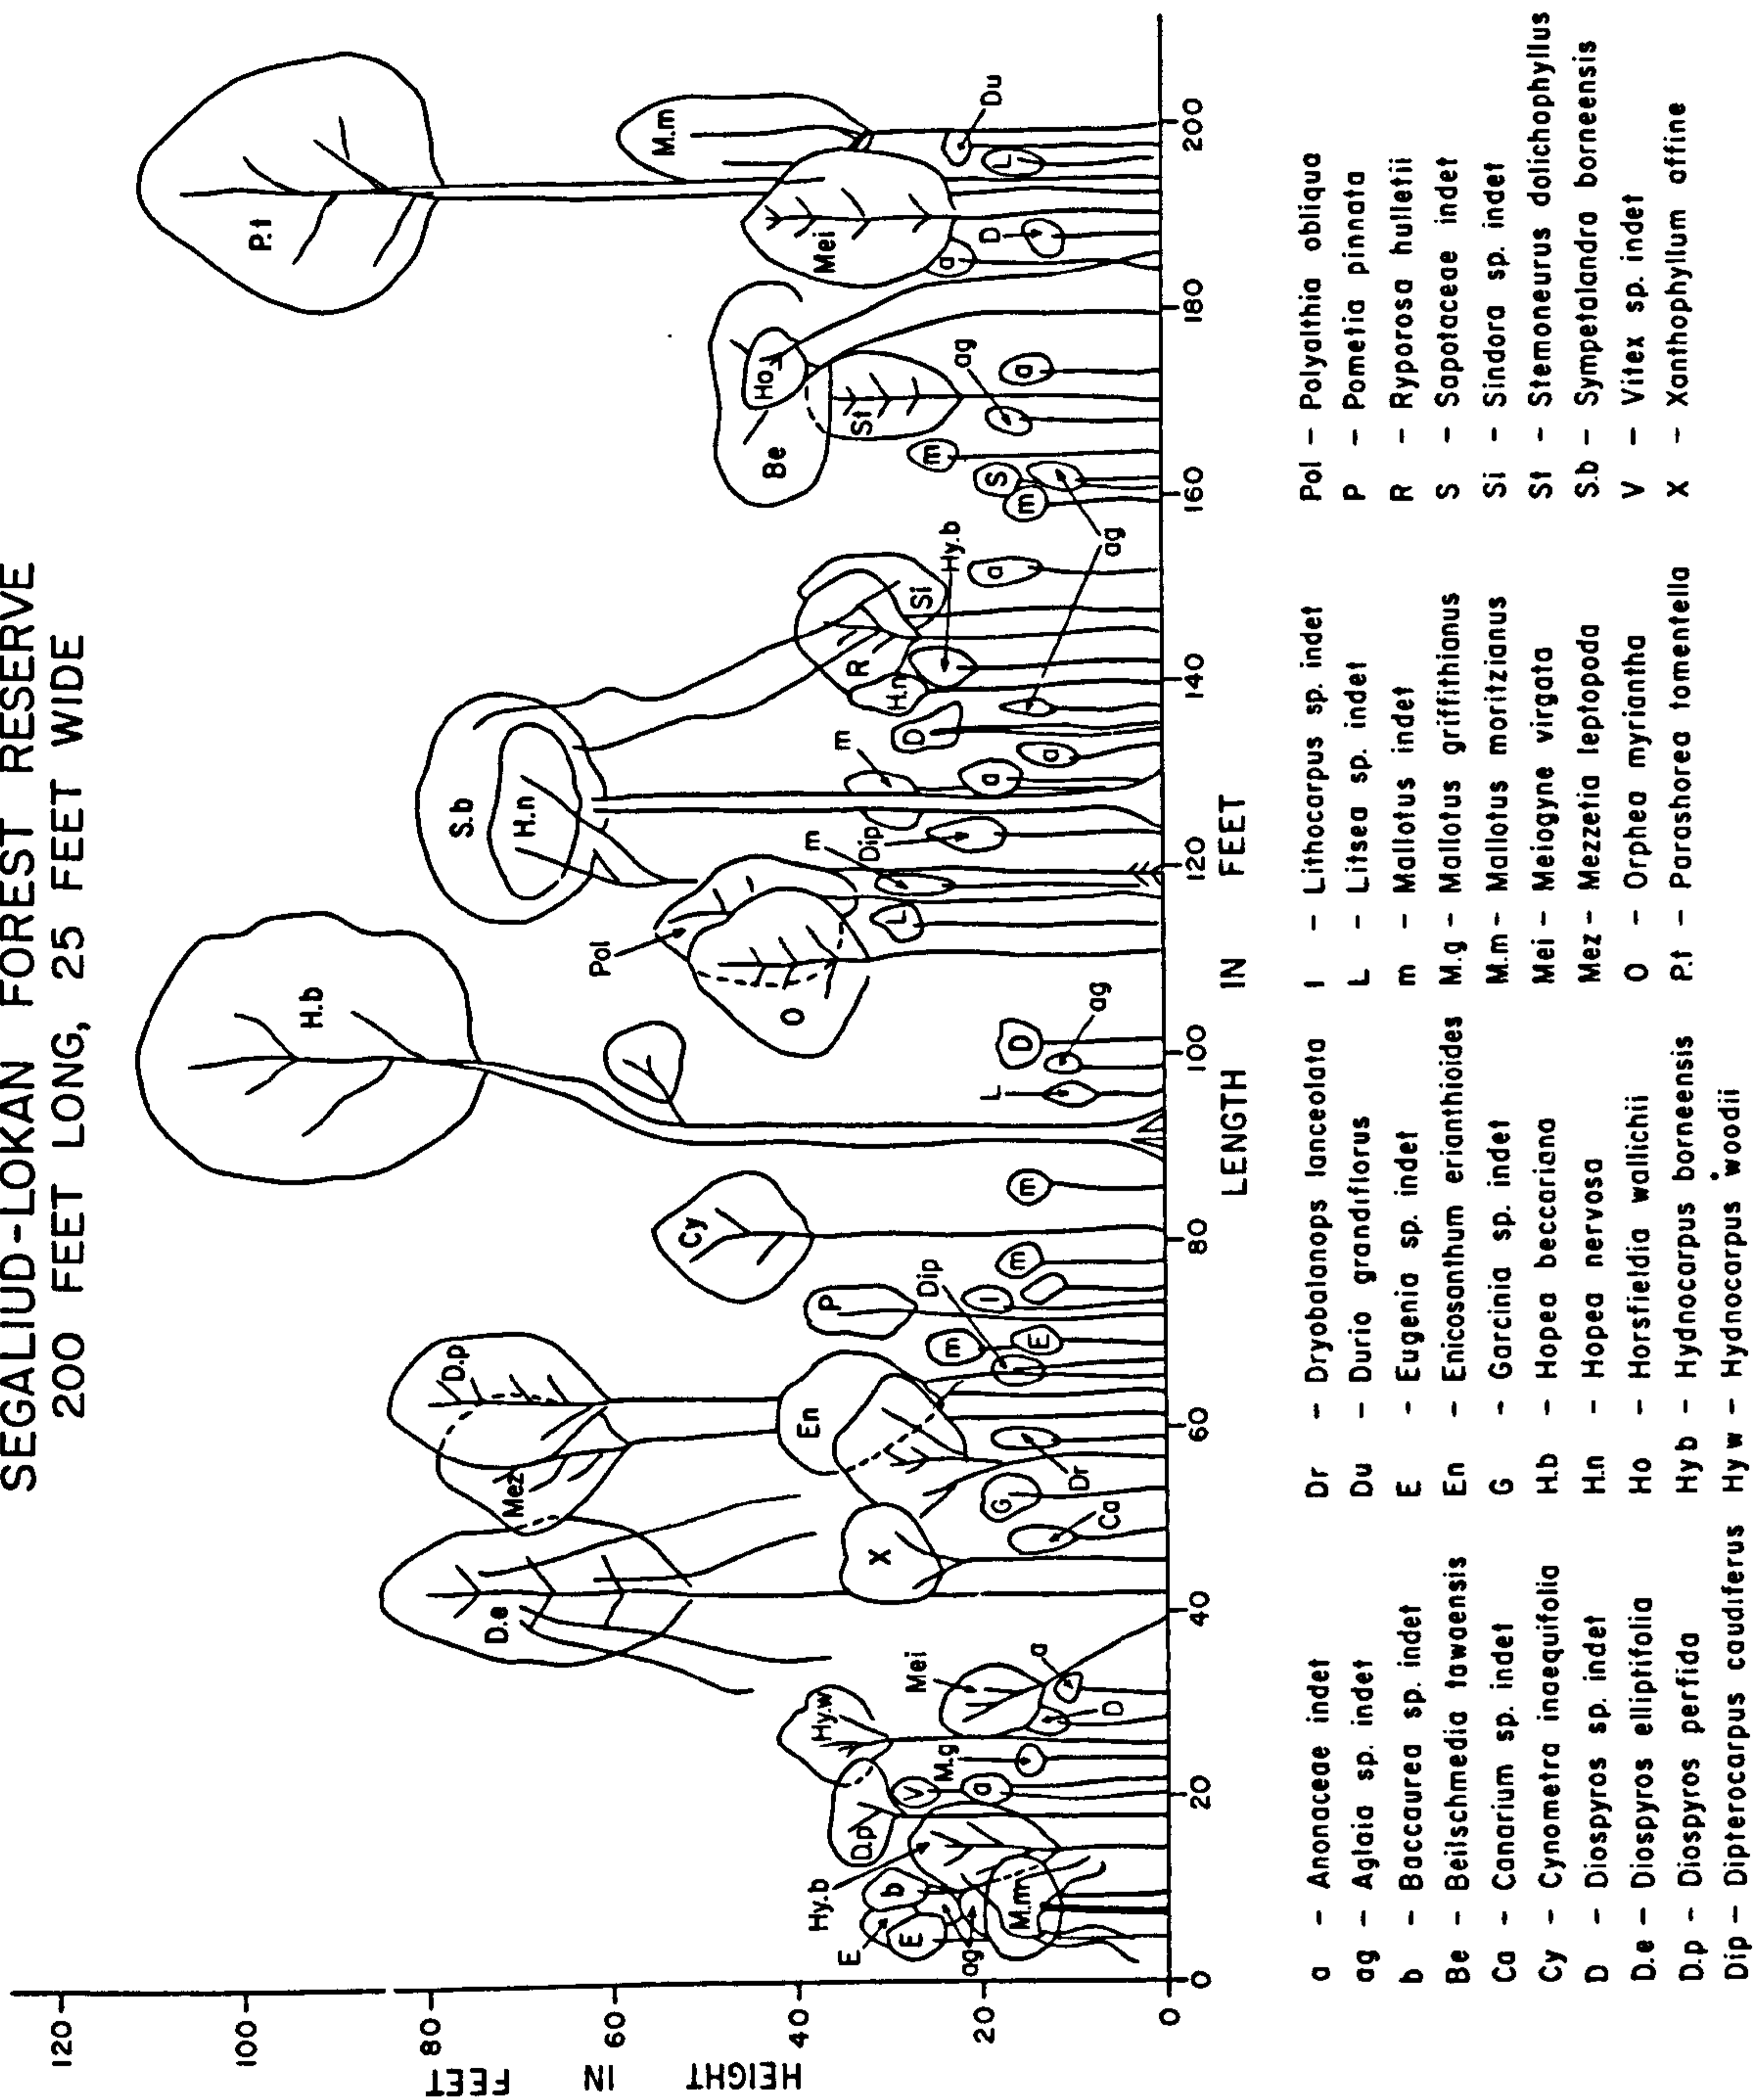 SEGALIUD-LOKAN FOREST RESERVE
200 FEET LONG, 25 FEET WIDE
HEIGHT IN FEET
120
100
80
60
40
20
0
P.t
H.b
S.b
H.n
D.p
Mez
D.e
M.m
Mei
Be
Ho
St
Pol
O
Cy
En
X
P
R
Si
H.n
Hy.b
Hy.w
D.p
Mei
M.g
V
a
a
D
Hy.b
E
E
b
ag
M.m
Ca
G
Dr
Dip
m
E
l
m
m
L
ag
D
L
m
Dip
m
a
a
D
ag
a
m
S
m
ag
a
a
D
L
Du
0
20
40
60
80
100
120
140
160
180
200
LENGTH IN FEET
a - Anonaceae indet
ag - Aglaia sp. indet
b - Baccaurea sp. indet
Be - Beilschmedia tawaensis
Ca - Canarium sp. indet
Cy - Cynometra inaequifolia
D - Diospyros sp. indet
D.e - Diospyros elliptifolia
D.p - Diospyros perfida
Dip - Dipterocarpus caudiferus
Dr - Dryobalanops lanceolata
Du - Durio grandiflorus
E - Eugenia sp. indet
En - Enicosanthum erianthioides
G - Garcinia sp. indet
H.b - Hopea beccariana
H.n - Hopea nervosa
Ho - Horsfieldia wallichii
Hy b - Hydnocarpus borneensis
Hy w - Hydnocarpus woodii
l - Lithocarpus sp. indet
L - Litsea sp. indet
m - Mallotus indet
M.g - Mallotus griffithianus
M.m - Mallotus moritzianus
Mei - Meiogyne virgata
Mez - Mezzetia leptopoda
O - Orphea myriantha
P.t - Parashorea tomentella
Pol - Polyalthia obliqua
P - Pometia pinnata
R - Ryporosa hulletii
S - Sapotaceae indet
Si - Sindora sp. indet
St - Stemoneurus dolichophyllus
S.b - Sympetalandra borneensis
V - Vitex sp. indet
X - Xanthophyllum affine